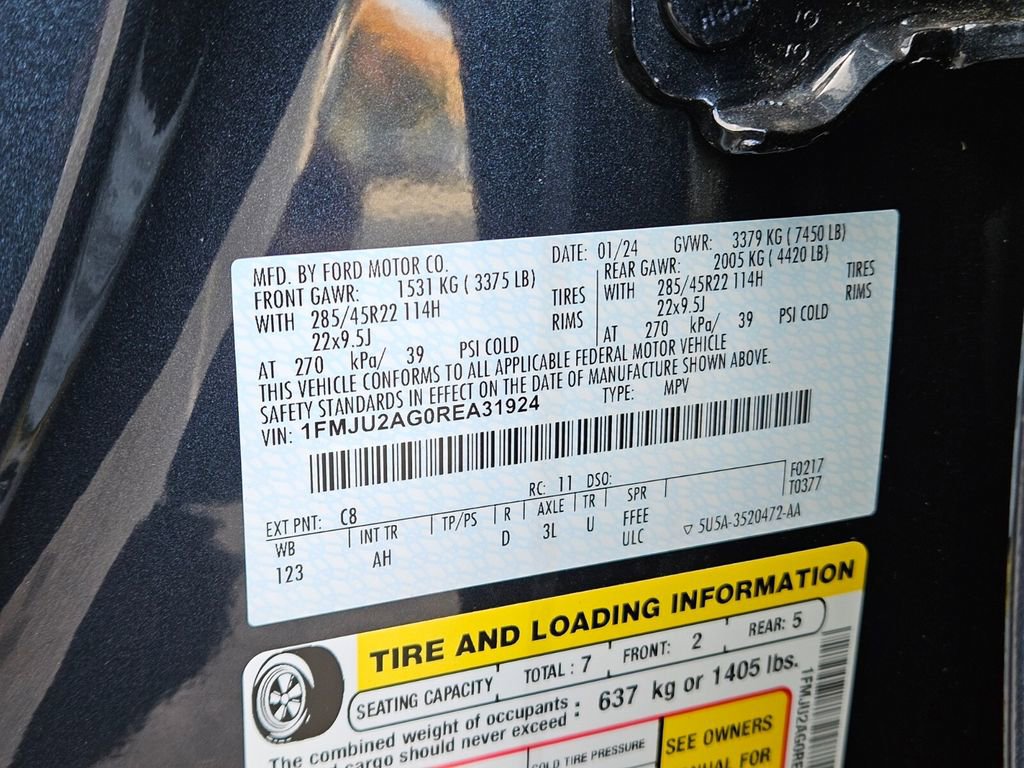 MFD. BY FORD MOTOR CO.
DATE: 01/24 GVWR: 3379 KG ( 7450 LB)
FRONT GAWR: 1531 KG ( 3375 LB)
REAR GAWR: 2005 KG ( 4420 LB)
WITH 285/45R22 114H TIRES
WITH 285/45R22 114H TIRES
22x9.5J RIMS
22x9.5J RIMS
AT 270 kPa/ 39 PSI COLD
AT 270 kPa/ 39 PSI COLD
THIS VEHICLE CONFORMS TO ALL APPLICABLE FEDERAL MOTOR VEHICLE
SAFETY STANDARDS IN EFFECT ON THE DATE OF MANUFACTURE SHOWN ABOVE.
VIN: 1FMJU2AG0REA31924 TYPE: MPV
EXT PNT: C8 RC: 11 DSO: F0217
WB INT TR TP/PS R AXLE TR SPR T0377
123 AH D 3L U FFEE
ULC ▽ 5U5A-3520472-AA
TIRE AND LOADING INFORMATION
SEATING CAPACITY TOTAL : 7 FRONT: 2 REAR: 5
The combined weight of occupants
cargo should never exceed : 637 kg or 1405 lbs.
TIRE PRESSURE
SEE OWNERS
FOR
1FMJU2AG0RE